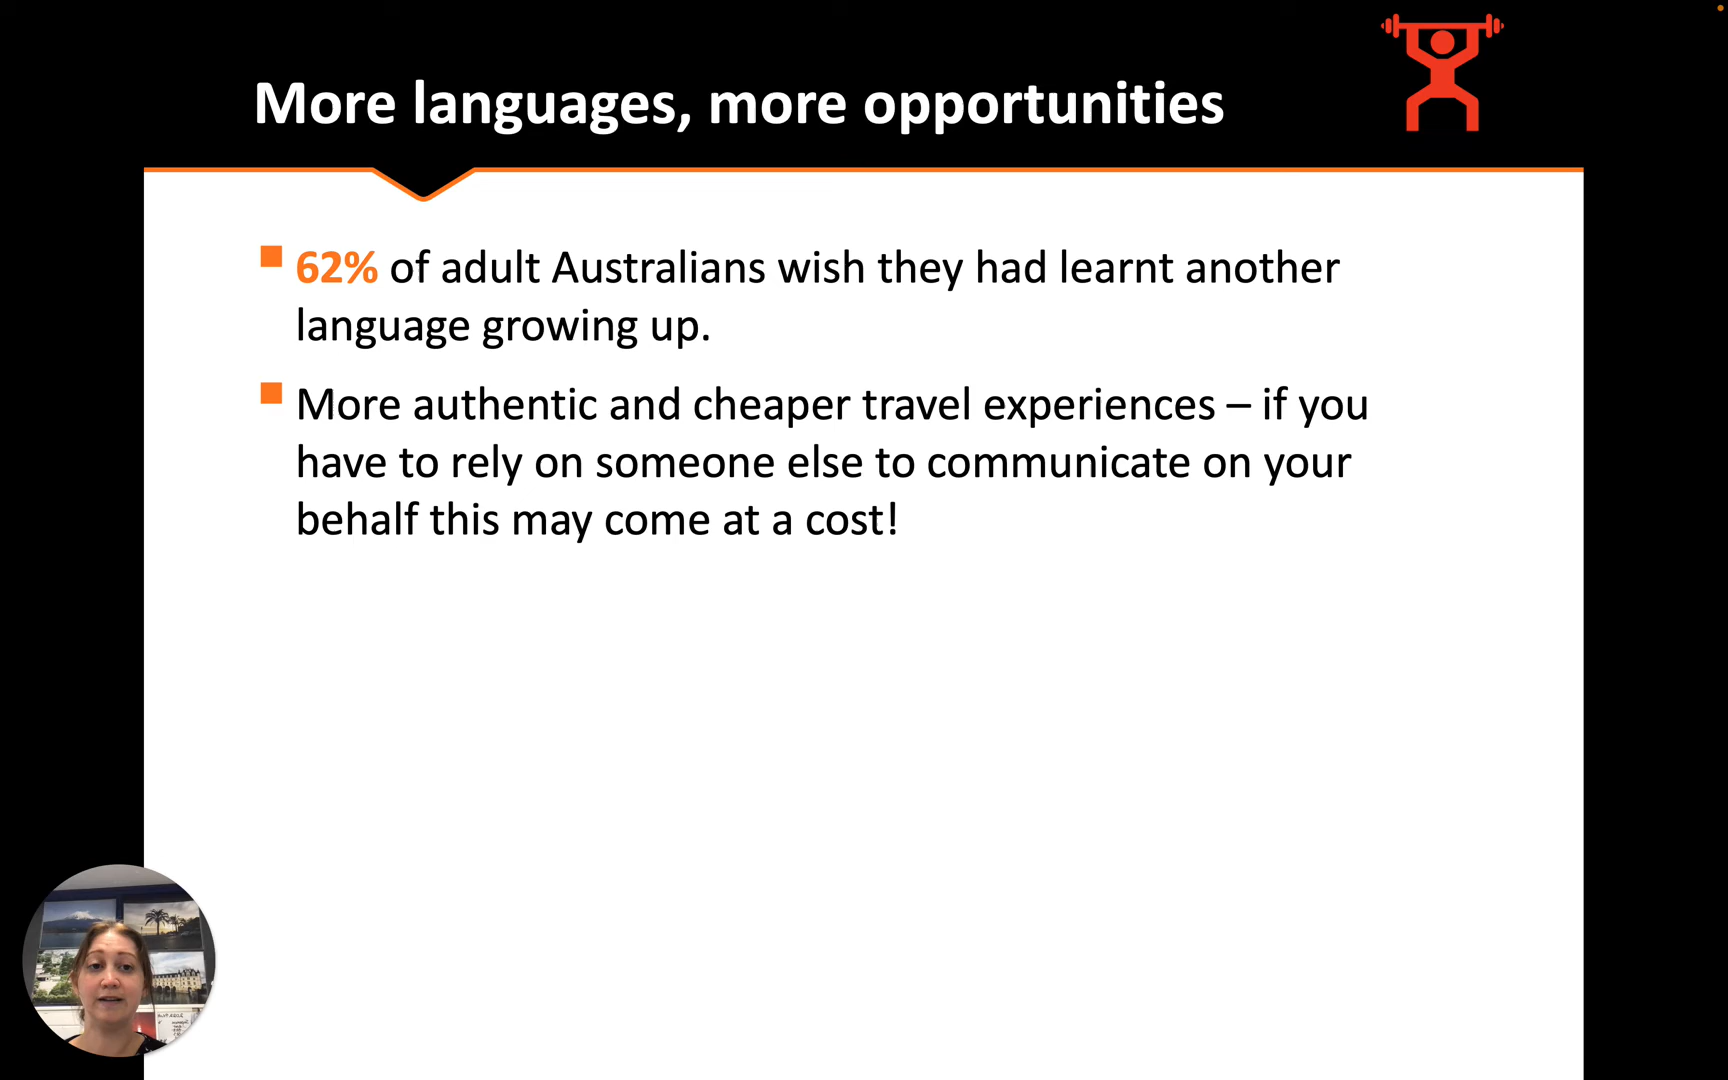 More languages, more opportunities
62% of adult Australians wish they had learnt another
language growing up.
More authentic and cheaper travel experiences – if you
have to rely on someone else to communicate on your
behalf this may come at a cost!